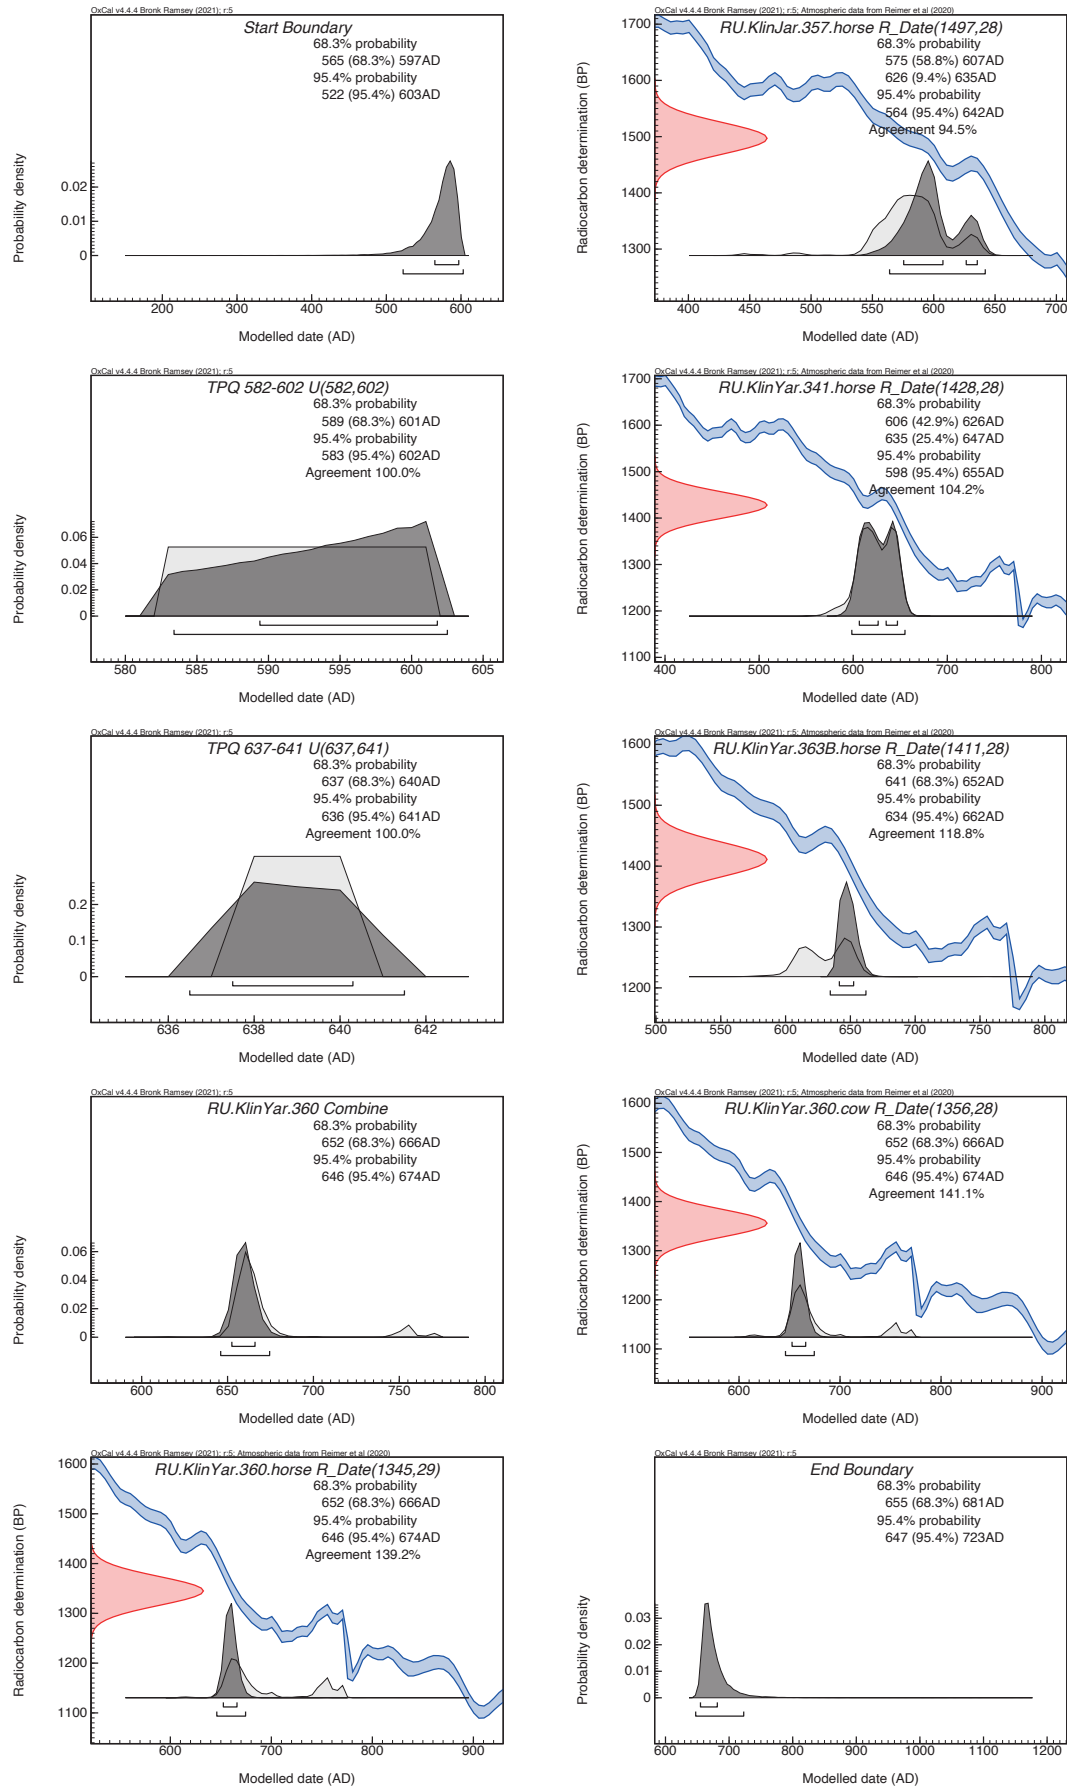 OxCal v4.4.4 Bronk Ramsey (2021); r:5
Start Boundary
68.3% probability
565 (68.3%) 597AD
95.4% probability
522 (95.4%) 603AD
Probability density
0.02
0.01
0
200 300 400 500 600
Modelled date (AD)
OxCal v4.4.4 Bronk Ramsey (2021); r:5; Atmospheric data from Reimer et al (2020)
RU.KlinJar.357.horse R_Date(1497,28)
68.3% probability
575 (58.8%) 607AD
626 (9.4%) 635AD
95.4% probability
564 (95.4%) 642AD
Agreement 94.5%
Radiocarbon determination (BP)
1700
1600
1500
1400
1300
400 450 500 550 600 650 700
Modelled date (AD)
OxCal v4.4.4 Bronk Ramsey (2021); r:5
TPQ 582-602 U(582,602)
68.3% probability
589 (68.3%) 601AD
95.4% probability
583 (95.4%) 602AD
Agreement 100.0%
Probability density
0.06
0.04
0.02
0
580 585 590 595 600 605
Modelled date (AD)
OxCal v4.4.4 Bronk Ramsey (2021); r:5; Atmospheric data from Reimer et al (2020)
RU.KlinYar.341.horse R_Date(1428,28)
68.3% probability
606 (42.9%) 626AD
635 (25.4%) 647AD
95.4% probability
598 (95.4%) 655AD
Agreement 104.2%
Radiocarbon determination (BP)
1700
1600
1500
1400
1300
1200
1100
400 500 600 700 800
Modelled date (AD)
OxCal v4.4.4 Bronk Ramsey (2021); r:5
TPQ 637-641 U(637,641)
68.3% probability
637 (68.3%) 640AD
95.4% probability
636 (95.4%) 641AD
Agreement 100.0%
Probability density
0.2
0.1
0
636 638 640 642
Modelled date (AD)
OxCal v4.4.4 Bronk Ramsey (2021); r:5; Atmospheric data from Reimer et al (2020)
RU.KlinYar.363B.horse R_Date(1411,28)
68.3% probability
641 (68.3%) 652AD
95.4% probability
634 (95.4%) 662AD
Agreement 118.8%
Radiocarbon determination (BP)
1600
1500
1400
1300
1200
500 550 600 650 700 750 800
Modelled date (AD)
OxCal v4.4.4 Bronk Ramsey (2021); r:5
RU.KlinYar.360 Combine
68.3% probability
652 (68.3%) 666AD
95.4% probability
646 (95.4%) 674AD
Probability density
0.06
0.04
0.02
0
600 650 700 750 800
Modelled date (AD)
OxCal v4.4.4 Bronk Ramsey (2021); r:5; Atmospheric data from Reimer et al (2020)
RU.KlinYar.360.cow R_Date(1356,28)
68.3% probability
652 (68.3%) 666AD
95.4% probability
646 (95.4%) 674AD
Agreement 141.1%
Radiocarbon determination (BP)
1600
1500
1400
1300
1200
1100
600 700 800 900
Modelled date (AD)
OxCal v4.4.4 Bronk Ramsey (2021); r:5; Atmospheric data from Reimer et al (2020)
RU.KlinYar.360.horse R_Date(1345,29)
68.3% probability
652 (68.3%) 666AD
95.4% probability
646 (95.4%) 674AD
Agreement 139.2%
Radiocarbon determination (BP)
1600
1500
1400
1300
1200
1100
600 700 800 900
Modelled date (AD)
OxCal v4.4.4 Bronk Ramsey (2021); r:5
End Boundary
68.3% probability
655 (68.3%) 681AD
95.4% probability
647 (95.4%) 723AD
Probability density
0.03
0.02
0.01
0
600 700 800 900 1000 1100 1200
Modelled date (AD)